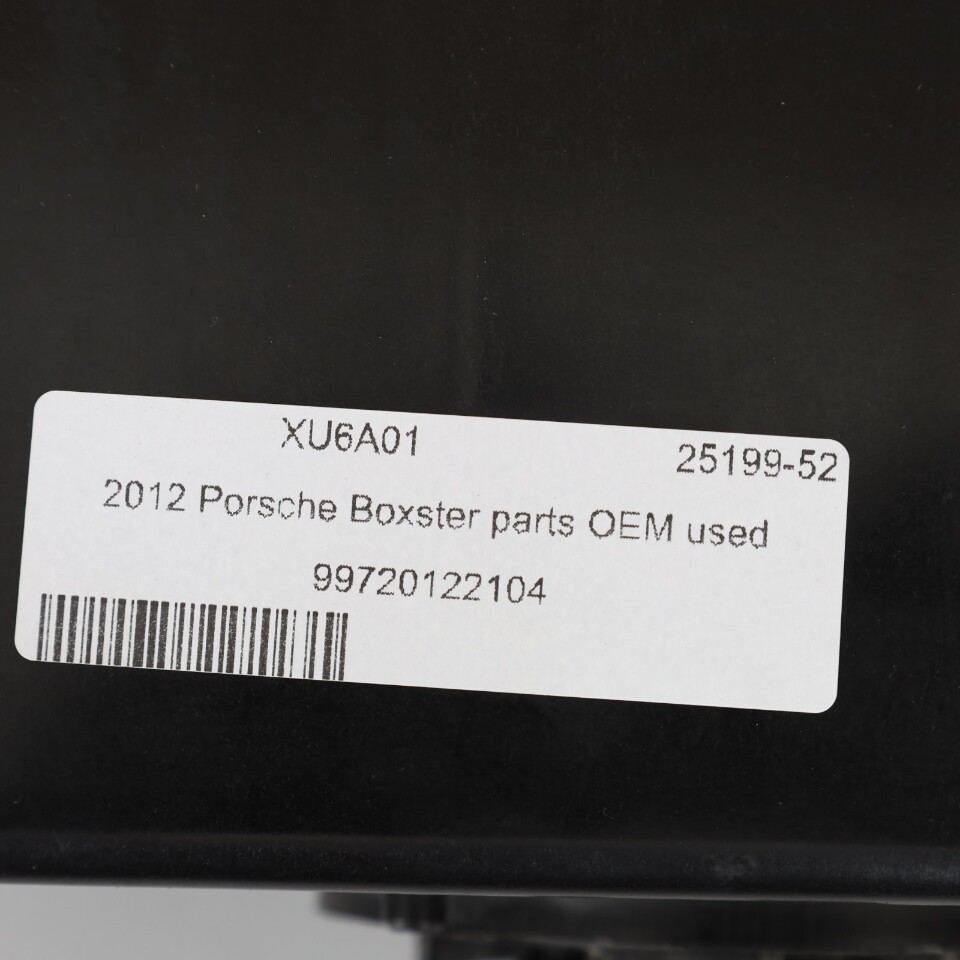 XU6A01 25199-52
2012 Porsche Boxster parts OEM used
99720122104